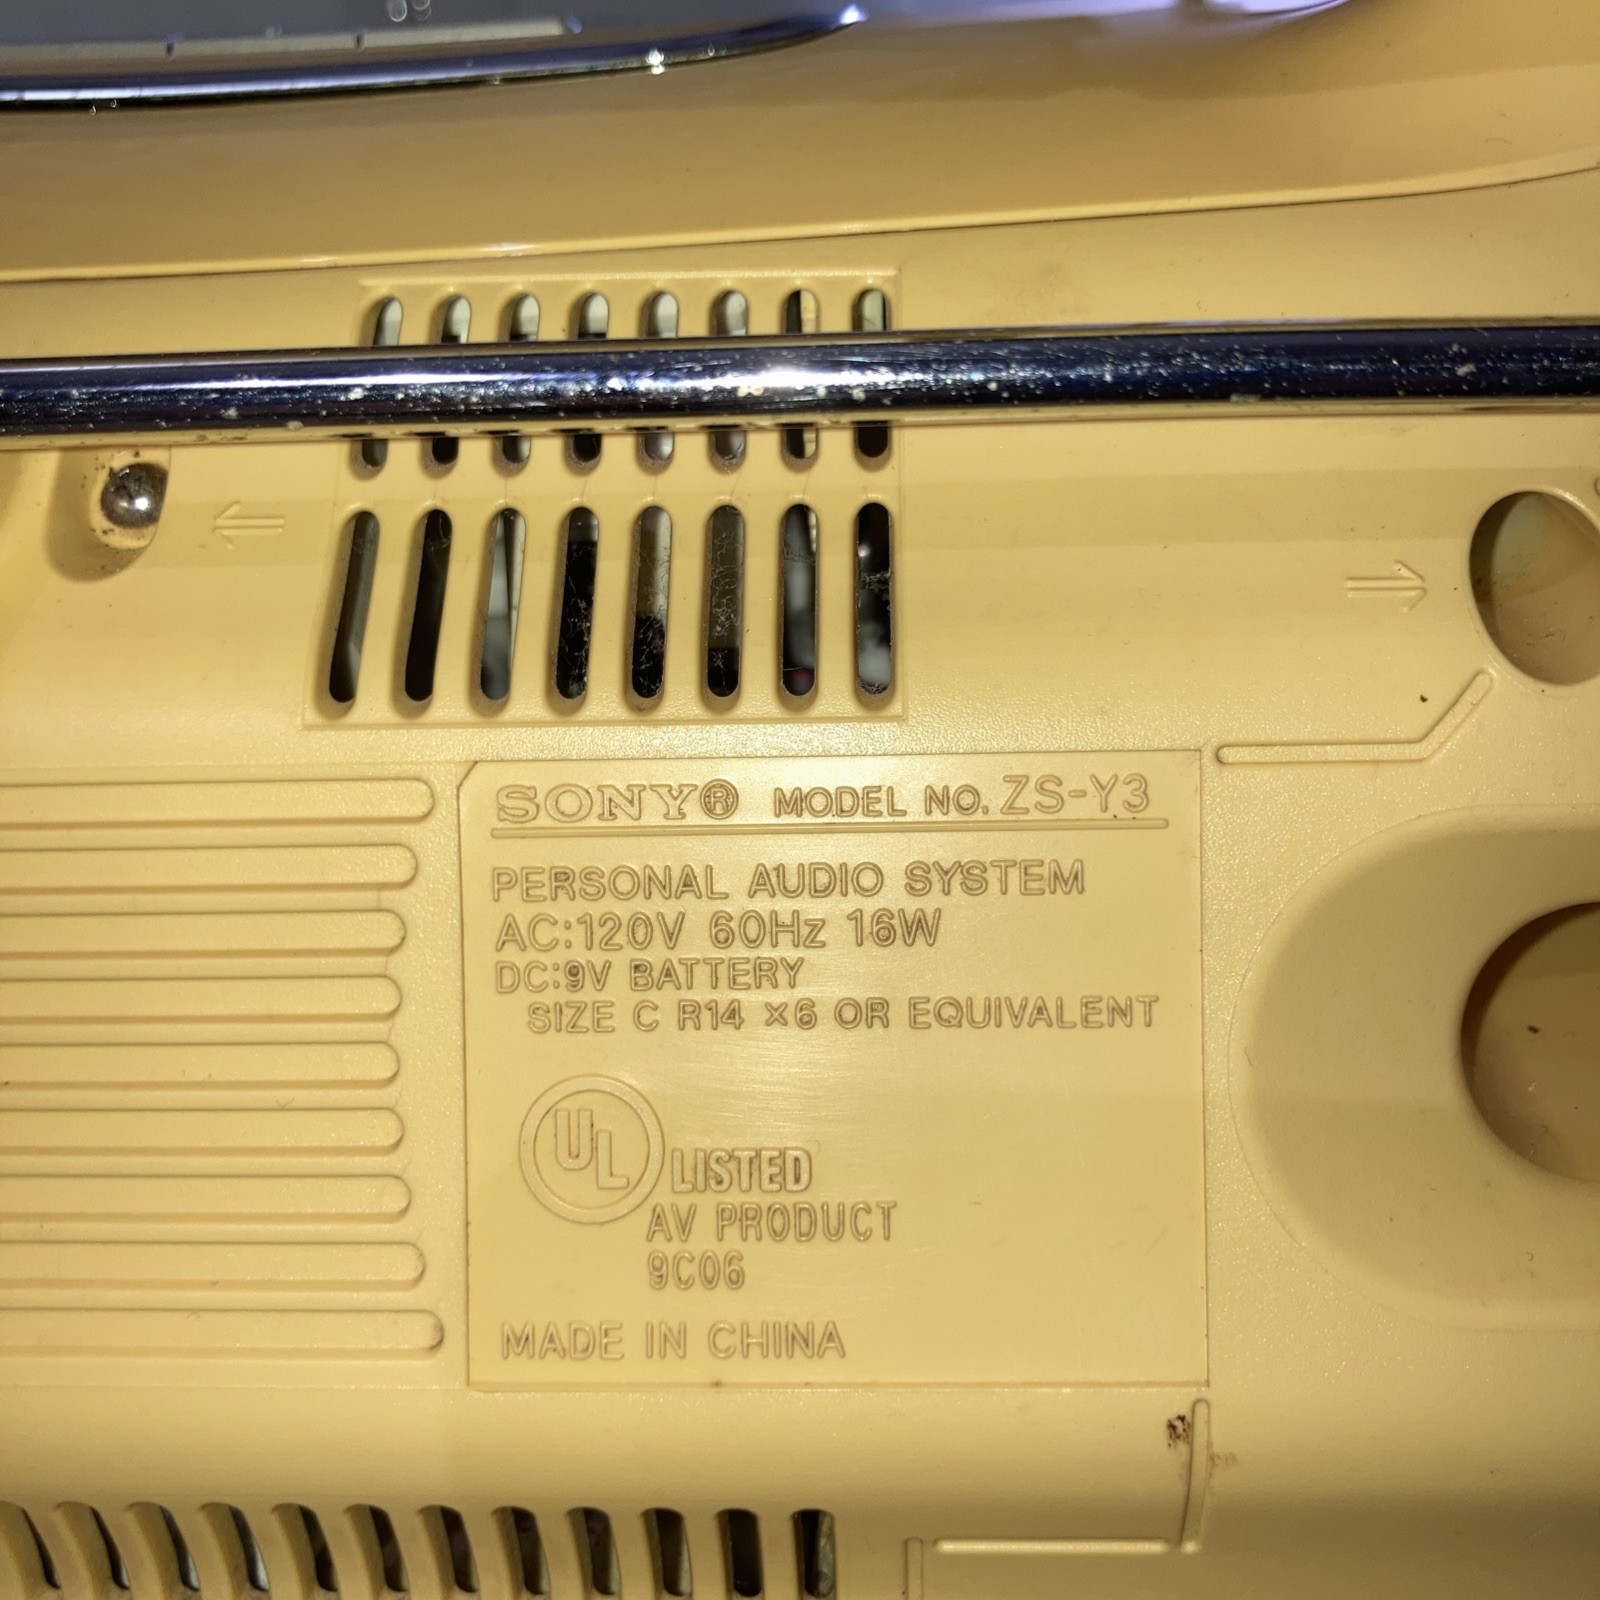 SONY® MODEL NO. ZS-Y3
PERSONAL AUDIO SYSTEM
AC:120V 60Hz 16W
DC:9V BATTERY
SIZE C R14 ×6 OR EQUIVALENT
UL LISTED
AV PRODUCT
9C06
MADE IN CHINA